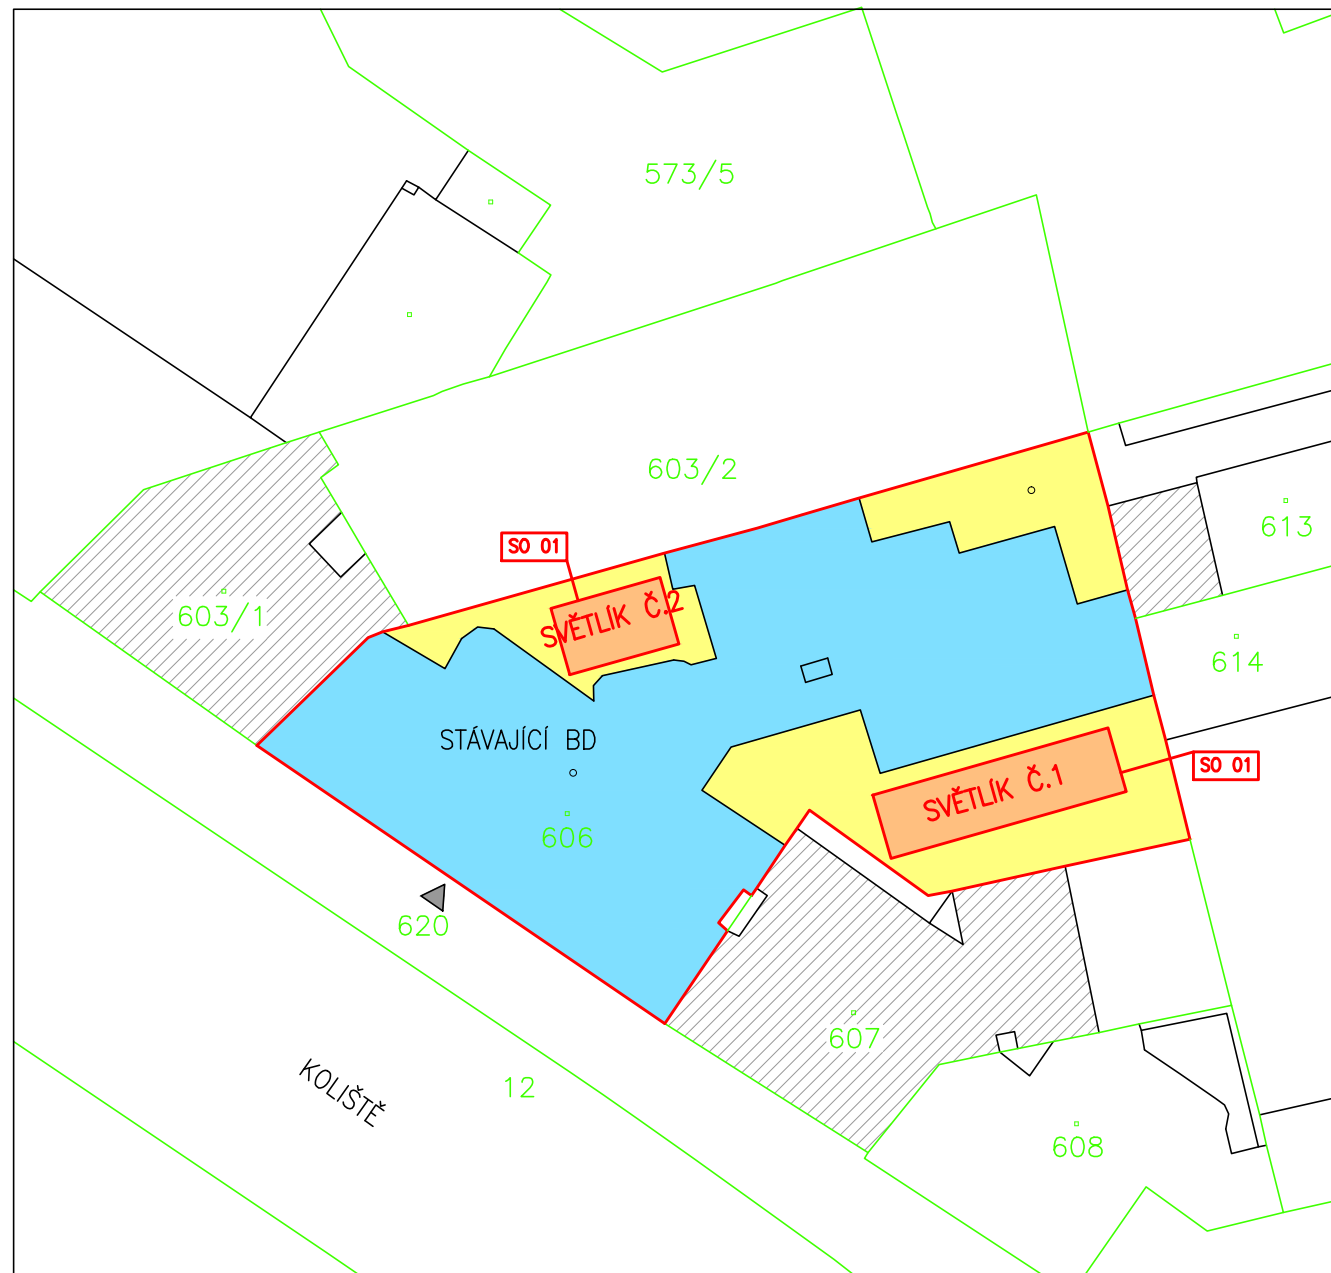 573/5
603/2
SO 01
613
603/1
SVĚTLÍK Č.2
614
STÁVAJÍCÍ BD
SO 01
SVĚTLÍK Č.1
606
620
607
12
KOLIŠTĚ
608